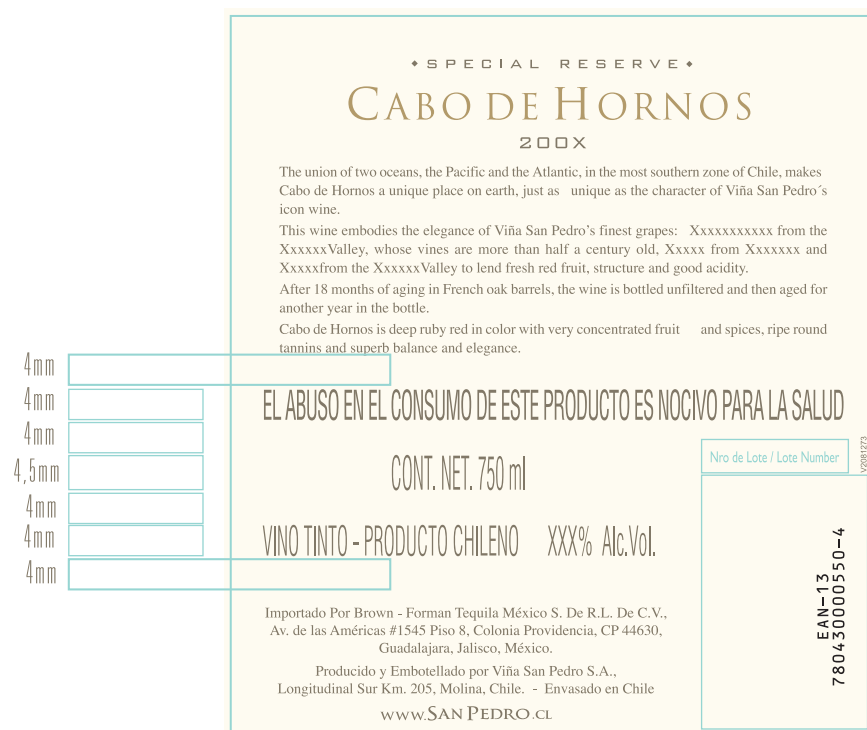 • SPECIAL RESERVE •
CABO DE HORNOS
200X
The union of two oceans, the Pacific and the Atlantic, in the most southern zone of Chile, makes
Cabo de Hornos a unique place on earth, just as unique as the character of Viña San Pedro´s
icon wine.
This wine embodies the elegance of Viña San Pedro’s finest grapes: Xxxxxxxxxxx from the
XxxxxxValley, whose vines are more than half a century old, Xxxxx from Xxxxxxx and
Xxxxxfrom the XxxxxxValley to lend fresh red fruit, structure and good acidity.
After 18 months of aging in French oak barrels, the wine is bottled unfiltered and then aged for
another year in the bottle.
Cabo de Hornos is deep ruby red in color with very concentrated fruit and spices, ripe round
tannins and superb balance and elegance.
4mm
4mm
4mm
4,5mm
4mm
4mm
4mm
EL ABUSO EN EL CONSUMO DE ESTE PRODUCTO ES NOCIVO PARA LA SALUD
CONT. NET. 750 ml
Nro de Lote / Lote Number
V2081273
VINO TINTO - PRODUCTO CHILENO XXX% Alc.Vol.
EAN-13
7804300000550-4
Importado Por Brown - Forman Tequila México S. De R.L. De C.V.,
Av. de las Américas #1545 Piso 8, Colonia Providencia, CP 44630,
Guadalajara, Jalisco, México.
Producido y Embotellado por Viña San Pedro S.A.,
Longitudinal Sur Km. 205, Molina, Chile. - Envasado en Chile
www.SAN PEDRO.CL